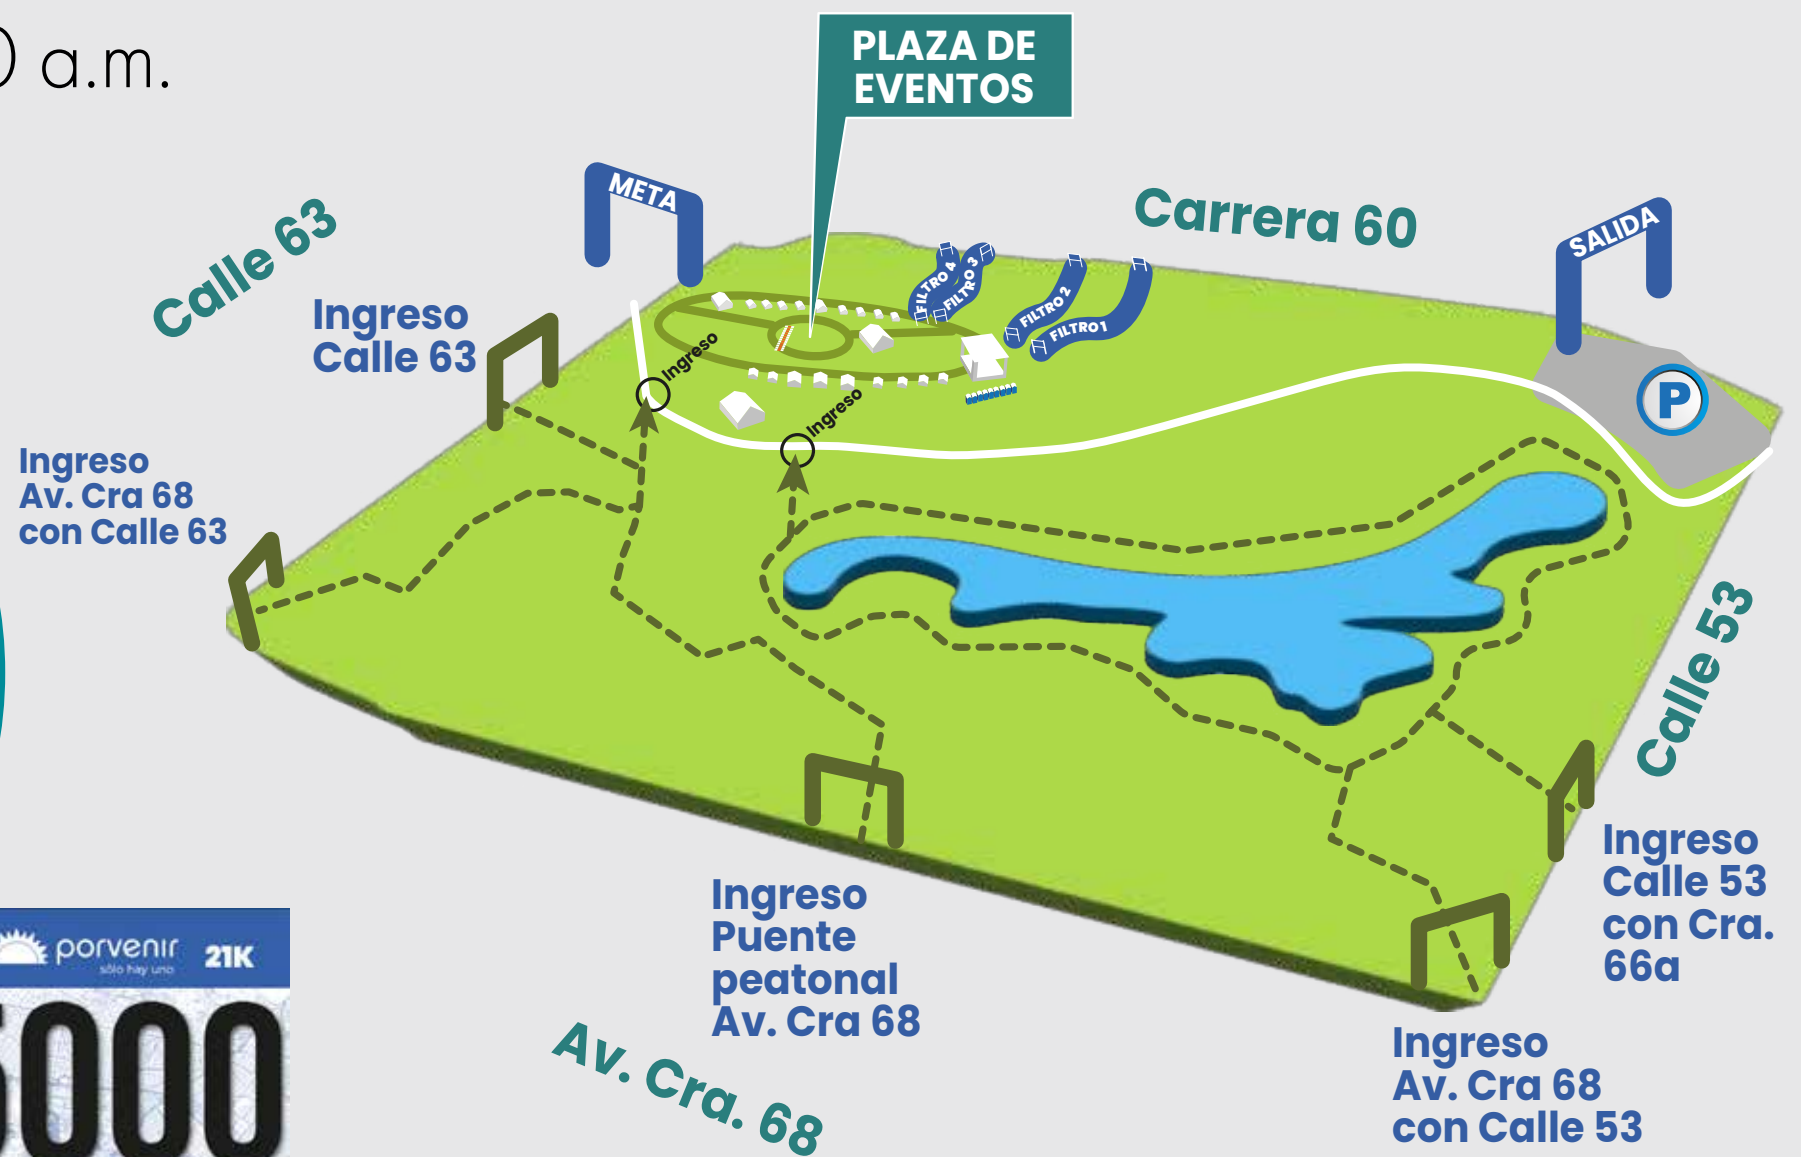 a.m.
PLAZA DE
EVENTOS
META
Calle 63
Carrera 60
SALIDA
Ingreso
Calle 63
FILTRO 4
FILTRO 3
FILTRO 2
FILTRO1
Ingreso
Ingreso
P
Ingreso
Av. Cra 68
con Calle 63
Calle 53
Ingreso
Calle 53
con Cra.
66a
Ingreso
Puente
peatonal
Av. Cra 68
porvenir 21K
sólo hay uno
000
Av. Cra. 68
Ingreso
Av. Cra 68
con Calle 53